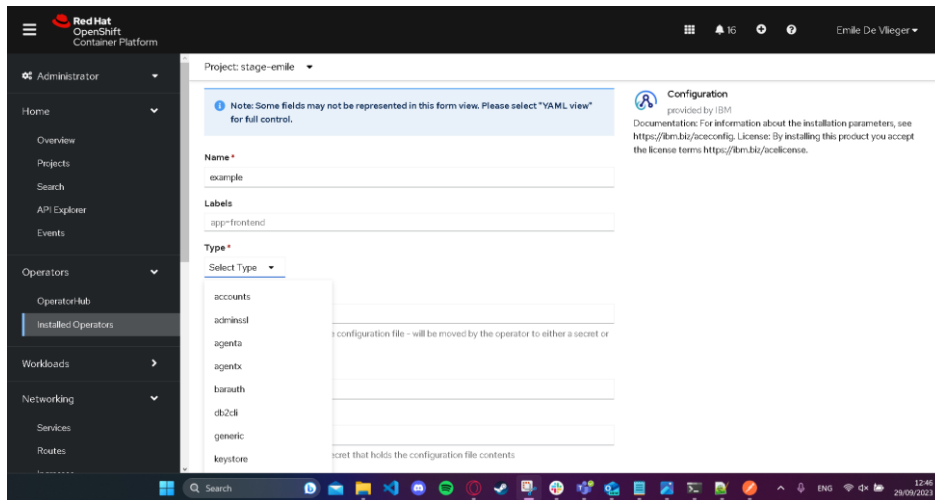 Red Hat
OpenShift
Container Platform
16
Emile De Vlieger
Administrator
Home
Overview
Projects
Search
API Explorer
Events
Operators
OperatorHub
Installed Operators
Workloads
Networking
Services
Routes
Project: stage-emile
Note: Some fields may not be represented in this form view. Please select "YAML view"
for full control.
Name *
example
Labels
app=frontend
Type *
Select Type
accounts
adminssl
agenta
agentx
barauth
db2cli
generic
keystore
configuration file - will be moved by the operator to either a secret or
secret that holds the configuration file contents
Configuration
provided by IBM
Documentation: For information about the installation parameters, see
https://ibm.biz/aceconfig. License: By installing this product you accept
the license terms https://ibm.biz/acelicense.
Search
ENG
12:46
29/09/2023